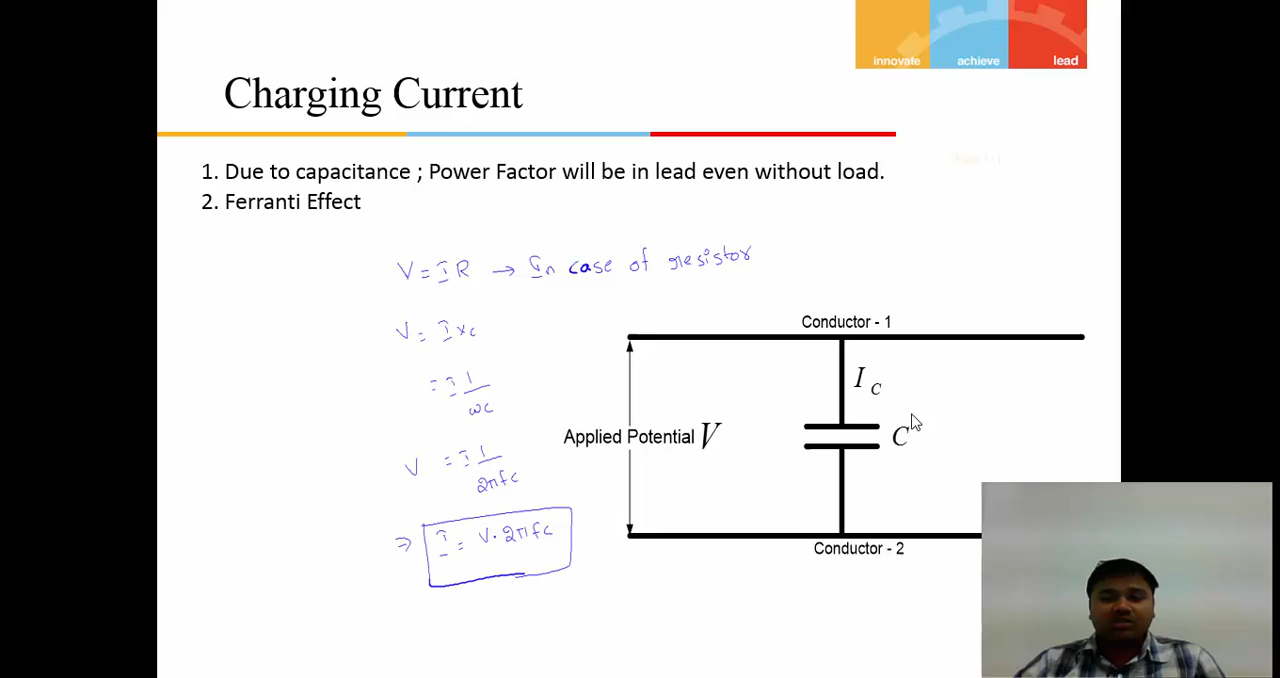 innovate achieve lead
Charging Current
1. Due to capacitance ; Power Factor will be in lead even without load.
2. Ferranti Effect
V = IR → In case of resistor
V = I Xc
= I 1/ωc
V = I 1/2πfc
⇒ I = V · 2πfc
Conductor - 1
I C
Applied Potential V
C
Conductor - 2